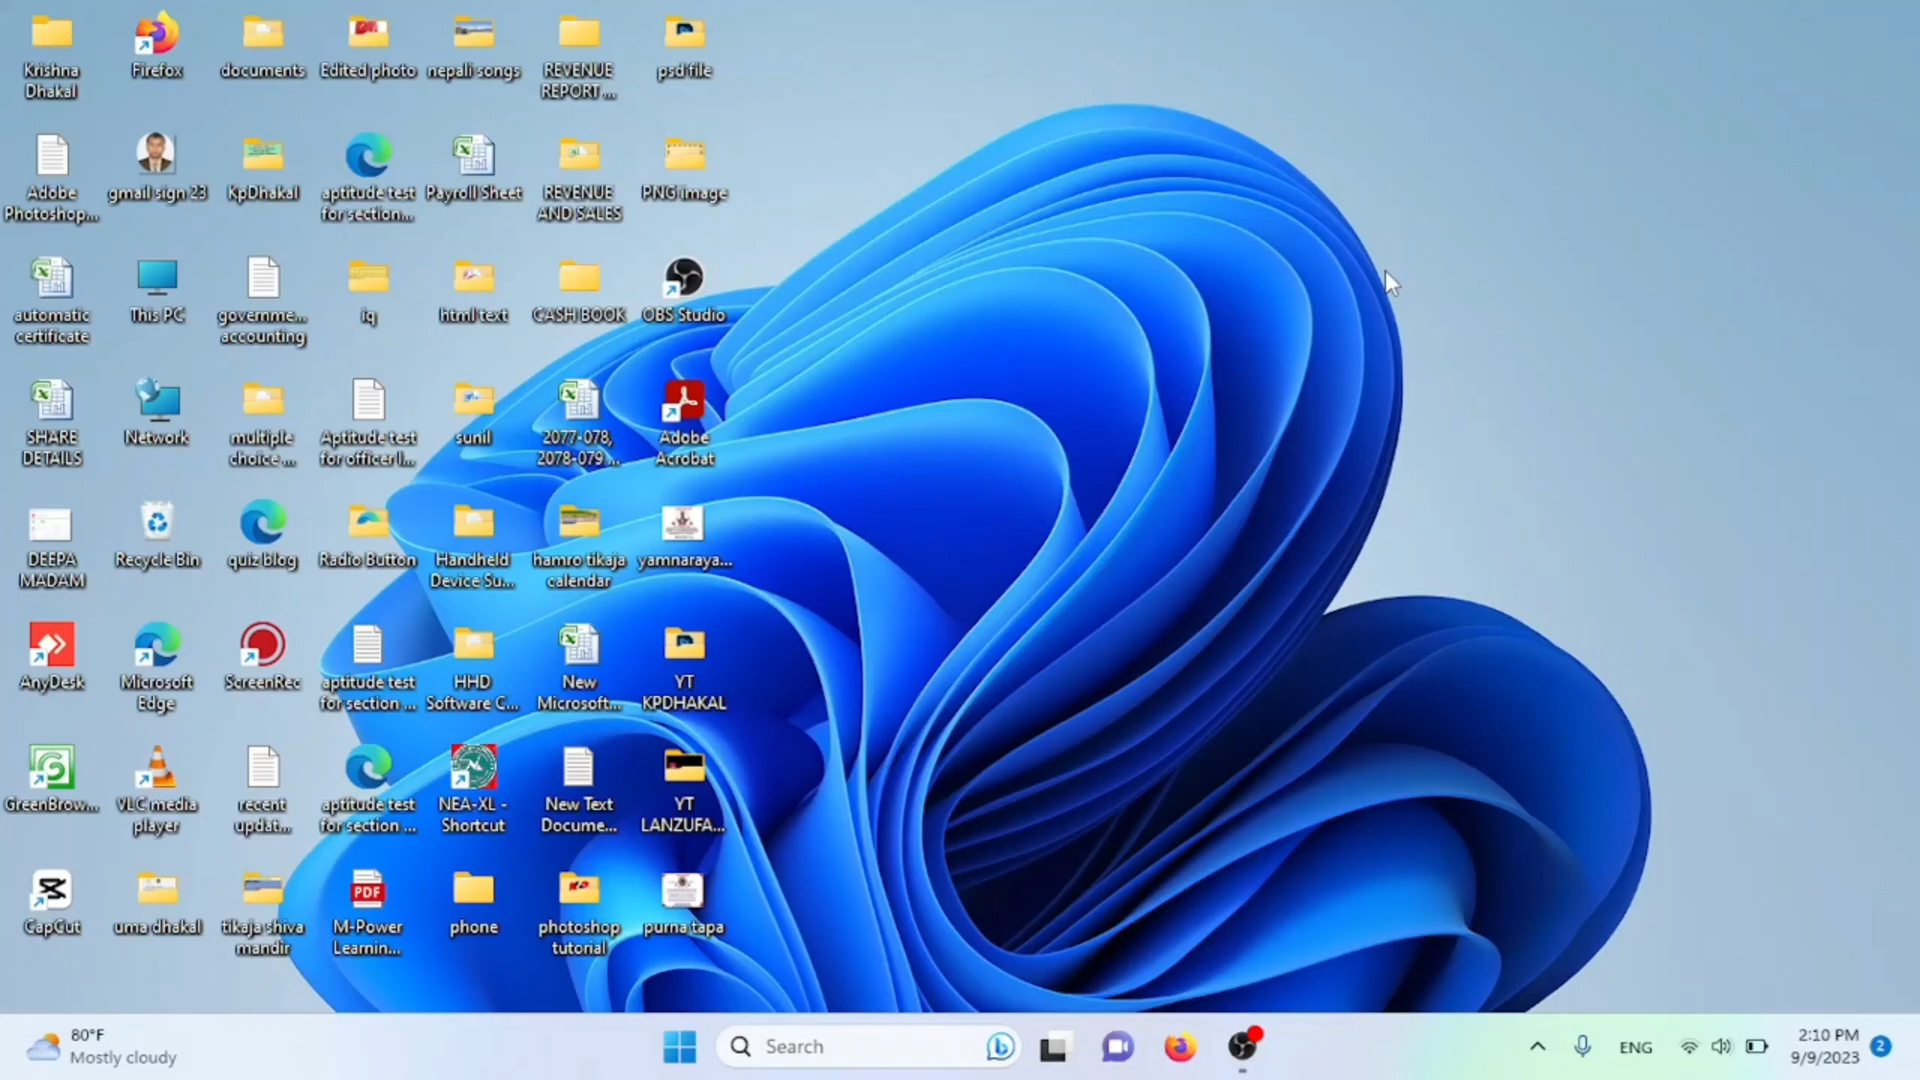 Krishna
Dhakal
Firefox
documents
Edited photo
nepali songs
REVENUE
REPORT ...
psd file
Adobe
Photoshop...
gmail sign 23
KpDhakal
aptitude test
for section...
Payroll Sheet
REVENUE
AND SALES
PNG image
automatic
certificate
This PC
governme...
accounting
iq
html text
CASH BOOK
OBS Studio
SHARE
DETAILS
Network
multiple
choice ...
Aptitude test
for officer l...
sunil
2077-078,
2078-079 ...
Adobe
Acrobat
DEEPA
MADAM
Recycle Bin
quiz blog
Radio Button
Handheld
Device Su...
hamro tikaja
calendar
yamnaraya...
AnyDesk
Microsoft
Edge
ScreenRec
aptitude test
for section ...
HHD
Software C...
New
Microsoft...
YT
KPDHAKAL
GreenBrow...
VLC media
player
recent
updat...
aptitude test
for section ...
NEA-XL -
Shortcut
New Text
Docume...
YT
LANZUFA...
CapCut
uma dhakal
tikaja shiva
mandir
PDF
M-Power
Learnin...
phone
photoshop
tutorial
purna tapa
80°F
Mostly cloudy
Search
ENG
2:10 PM
9/9/2023
2